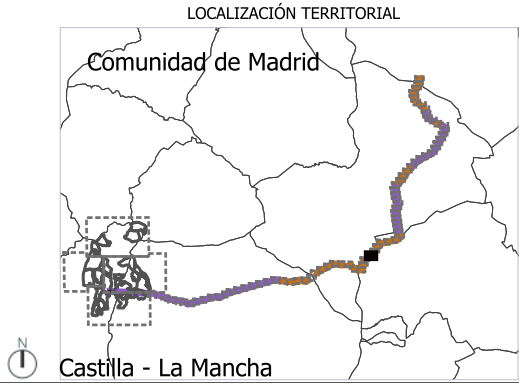 LOCALIZACIÓN TERRITORIAL
Comunidad de Madrid
N
Castilla - La Mancha